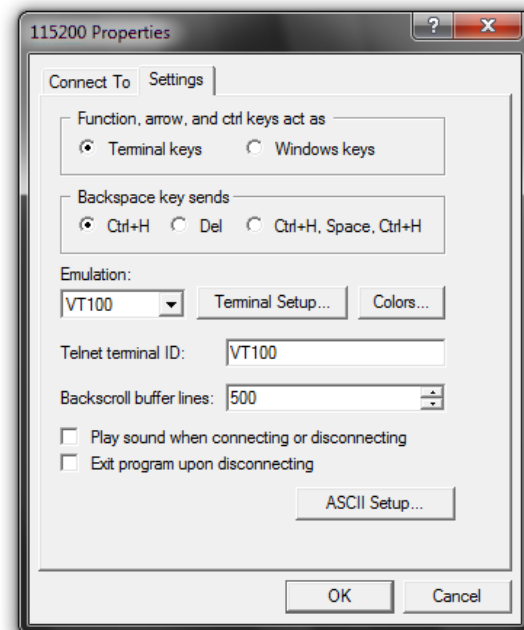 115200 Properties
?
Connect To Settings
Function, arrow, and ctrl keys act as
Terminal keys Windows keys
Backspace key sends
Ctrl+H Del Ctrl+H, Space, Ctrl+H
Emulation:
VT100 Terminal Setup... Colors...
Telnet terminal ID: VT100
Backscroll buffer lines: 500
Play sound when connecting or disconnecting
Exit program upon disconnecting
ASCII Setup...
OK Cancel